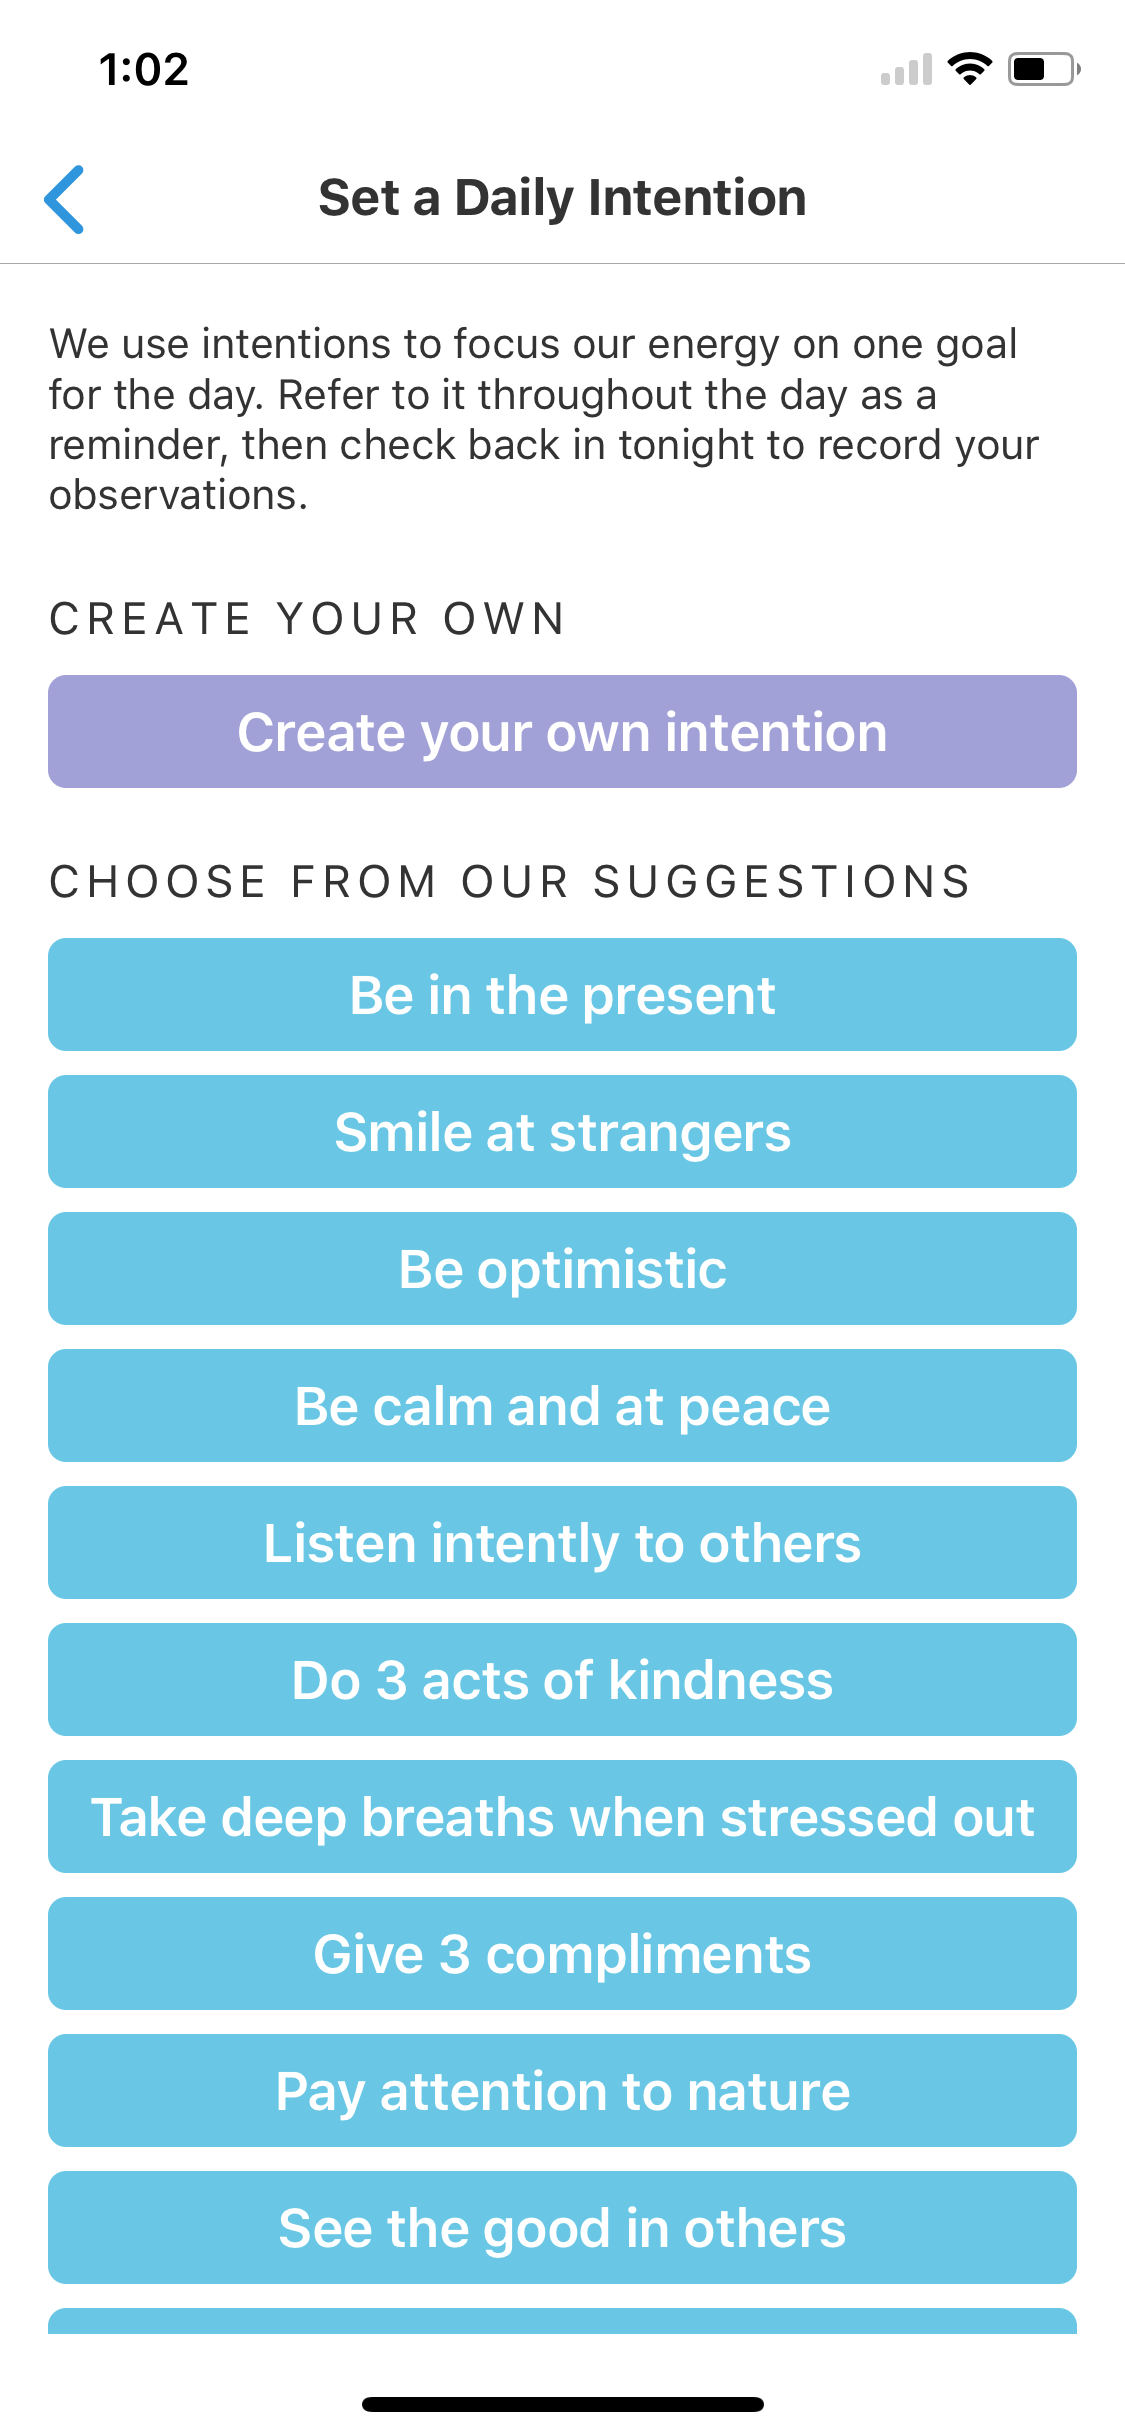 1:02
Set a Daily Intention
We use intentions to focus our energy on one goal
for the day. Refer to it throughout the day as a
reminder, then check back in tonight to record your
observations.
CREATE YOUR OWN
Create your own intention
CHOOSE FROM OUR SUGGESTIONS
Be in the present
Smile at strangers
Be optimistic
Be calm and at peace
Listen intently to others
Do 3 acts of kindness
Take deep breaths when stressed out
Give 3 compliments
Pay attention to nature
See the good in others